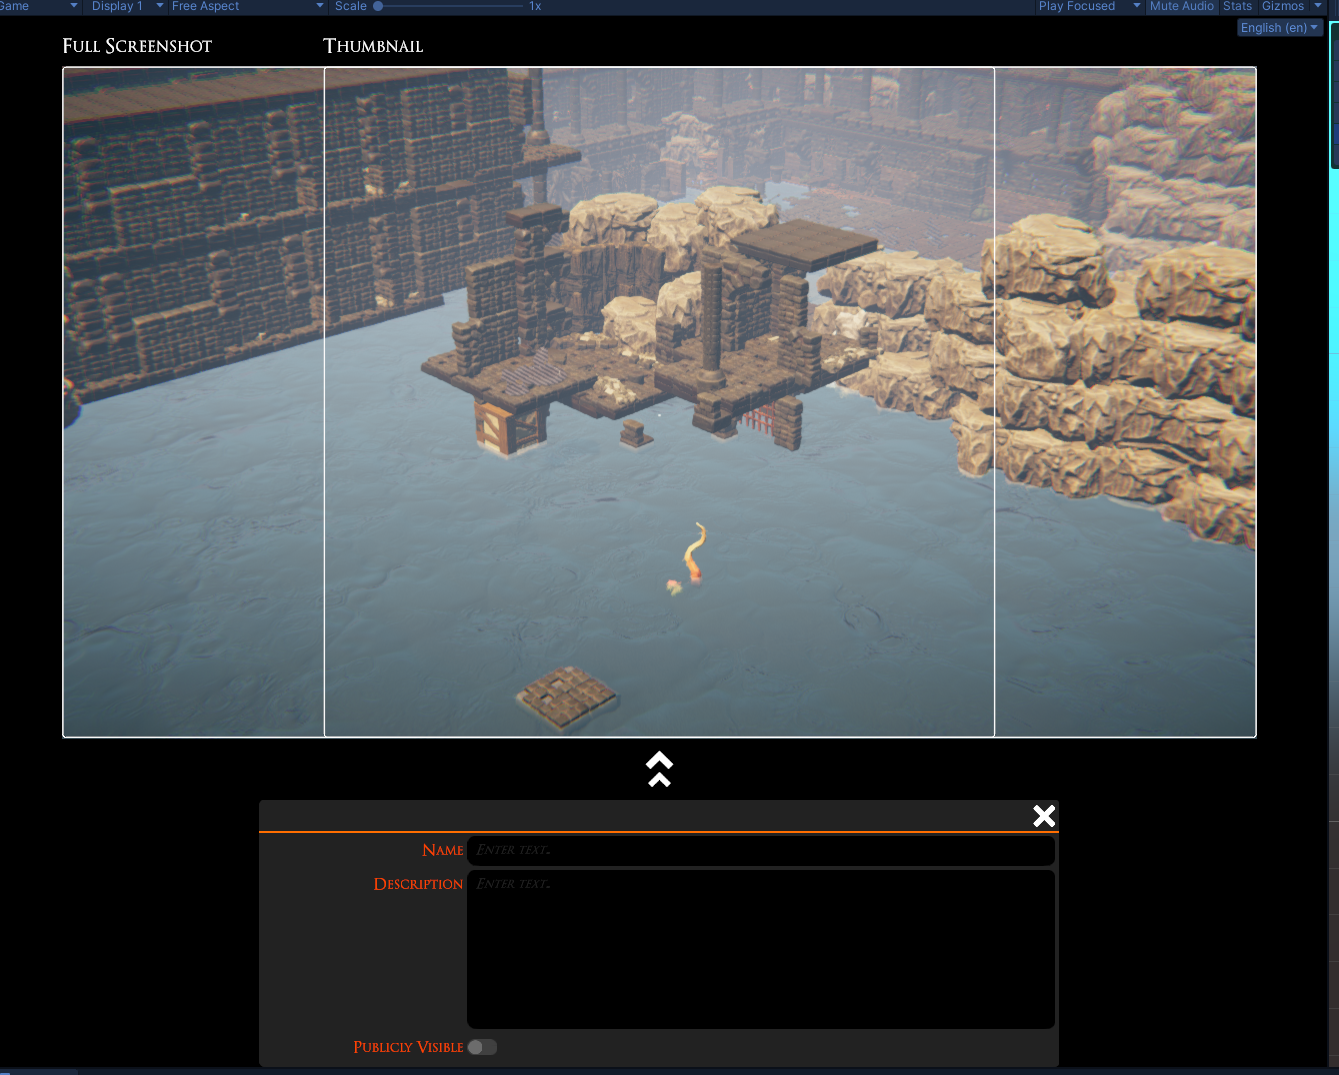 Game Display 1 Free Aspect Scale 1x Play Focused Mute Audio Stats Gizmos
English (en)
Full Screenshot Thumbnail
Name Enter text...
Description Enter text...
Publicly Visible